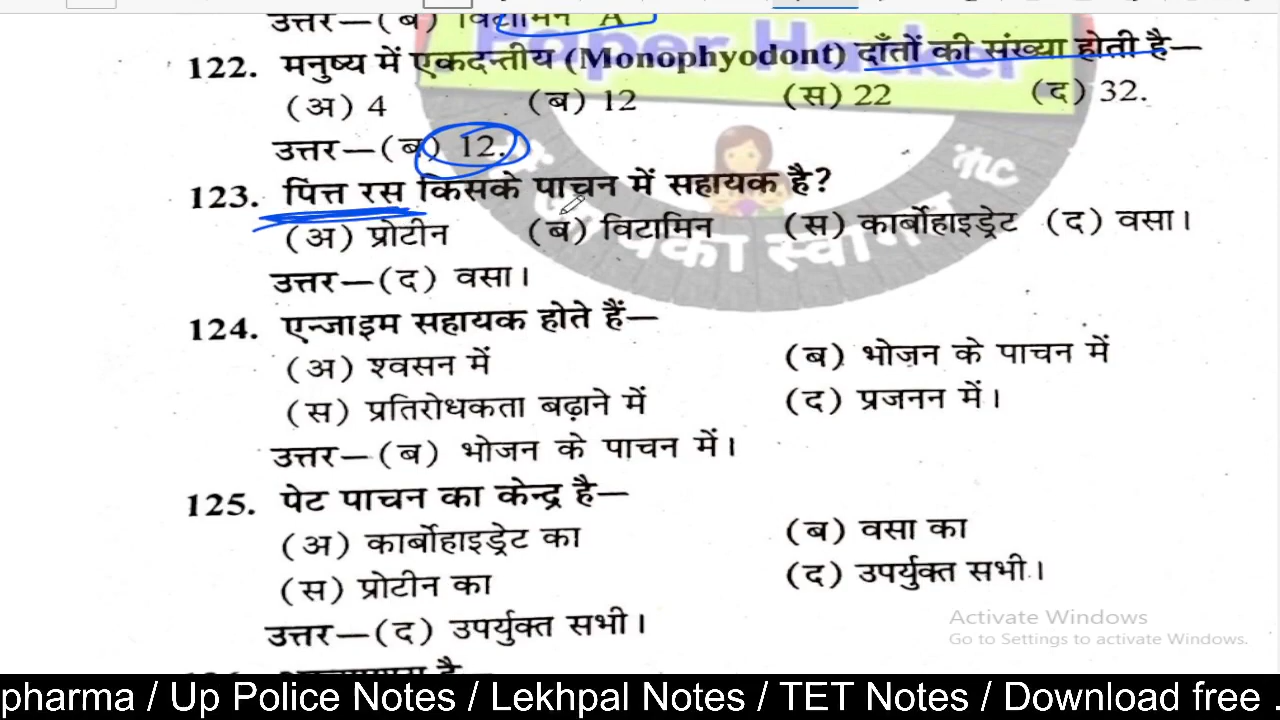 उत्तर—(ब) विटामिन A
122. मनुष्य में एकदन्तीय (Monophyodont) दाँतों की संख्या होती है—
(अ) 4 (ब) 12 (स) 22 (द) 32.
उत्तर—(ब) 12.
123. पित्त रस किसके पाचन में सहायक है?
(अ) प्रोटीन (ब) विटामिन (स) कार्बोहाइड्रेट (द) वसा।
उत्तर—(द) वसा।
124. एन्जाइम सहायक होते हैं—
(अ) श्वसन में (ब) भोजन के पाचन में
(स) प्रतिरोधकता बढ़ाने में (द) प्रजनन में।
उत्तर—(ब) भोजन के पाचन में।
125. पेट पाचन का केन्द्र है—
(अ) कार्बोहाइड्रेट का (ब) वसा का
(स) प्रोटीन का (द) उपर्युक्त सभी।
उत्तर—(द) उपर्युक्त सभी।
Paper Hacker
का स्वागत
Activate Windows
Go to Settings to activate Windows.
pharma / Up Police Notes / Lekhpal Notes / TET Notes / Download free .